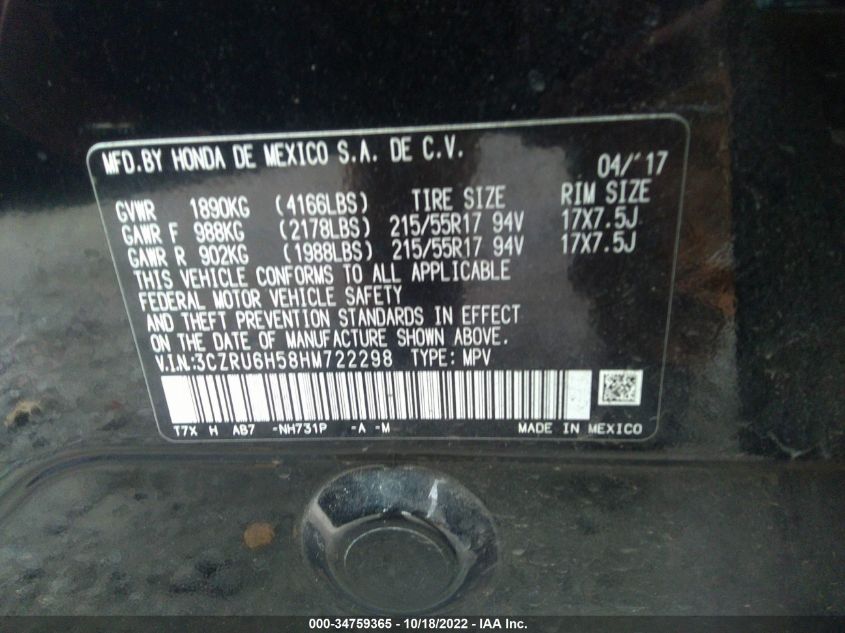 MFD.BY HONDA DE MEXICO S.A. DE C.V. 04/'17
GVWR 1890KG (4166LBS) TIRE SIZE RIM SIZE
GAWR F 988KG (2178LBS) 215/55R17 94V 17X7.5J
GAWR R 902KG (1988LBS) 215/55R17 94V 17X7.5J
THIS VEHICLE CONFORMS TO ALL APPLICABLE
FEDERAL MOTOR VEHICLE SAFETY
AND THEFT PREVENTION STANDARDS IN EFFECT
ON THE DATE OF MANUFACTURE SHOWN ABOVE.
V.I.N:3CZRU6H58HM722298 TYPE: MPV
T7X H AB7 -NH731P -A -M MADE IN MEXICO
000-34759365 - 10/18/2022 - IAA Inc.